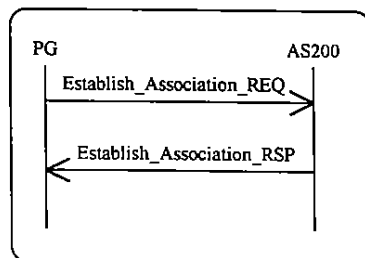 PG AS200
Establish_Association_REQ
Establish_Association_RSP